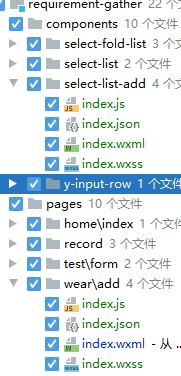 requirement-gather 22 个文件
components 10 个文件
select-fold-list 3 个文件
select-list 2 个文件
select-list-add 4 个
index.js
index.json
index.wxml
index.wxss
y-input-row 1 个文件
pages 10 个文件
home\index 1 个文件
record 3 个文件
test\form 2 个文件
wear\add 4 个文件
index.js
index.json
index.wxml - 从 ..
index.wxss